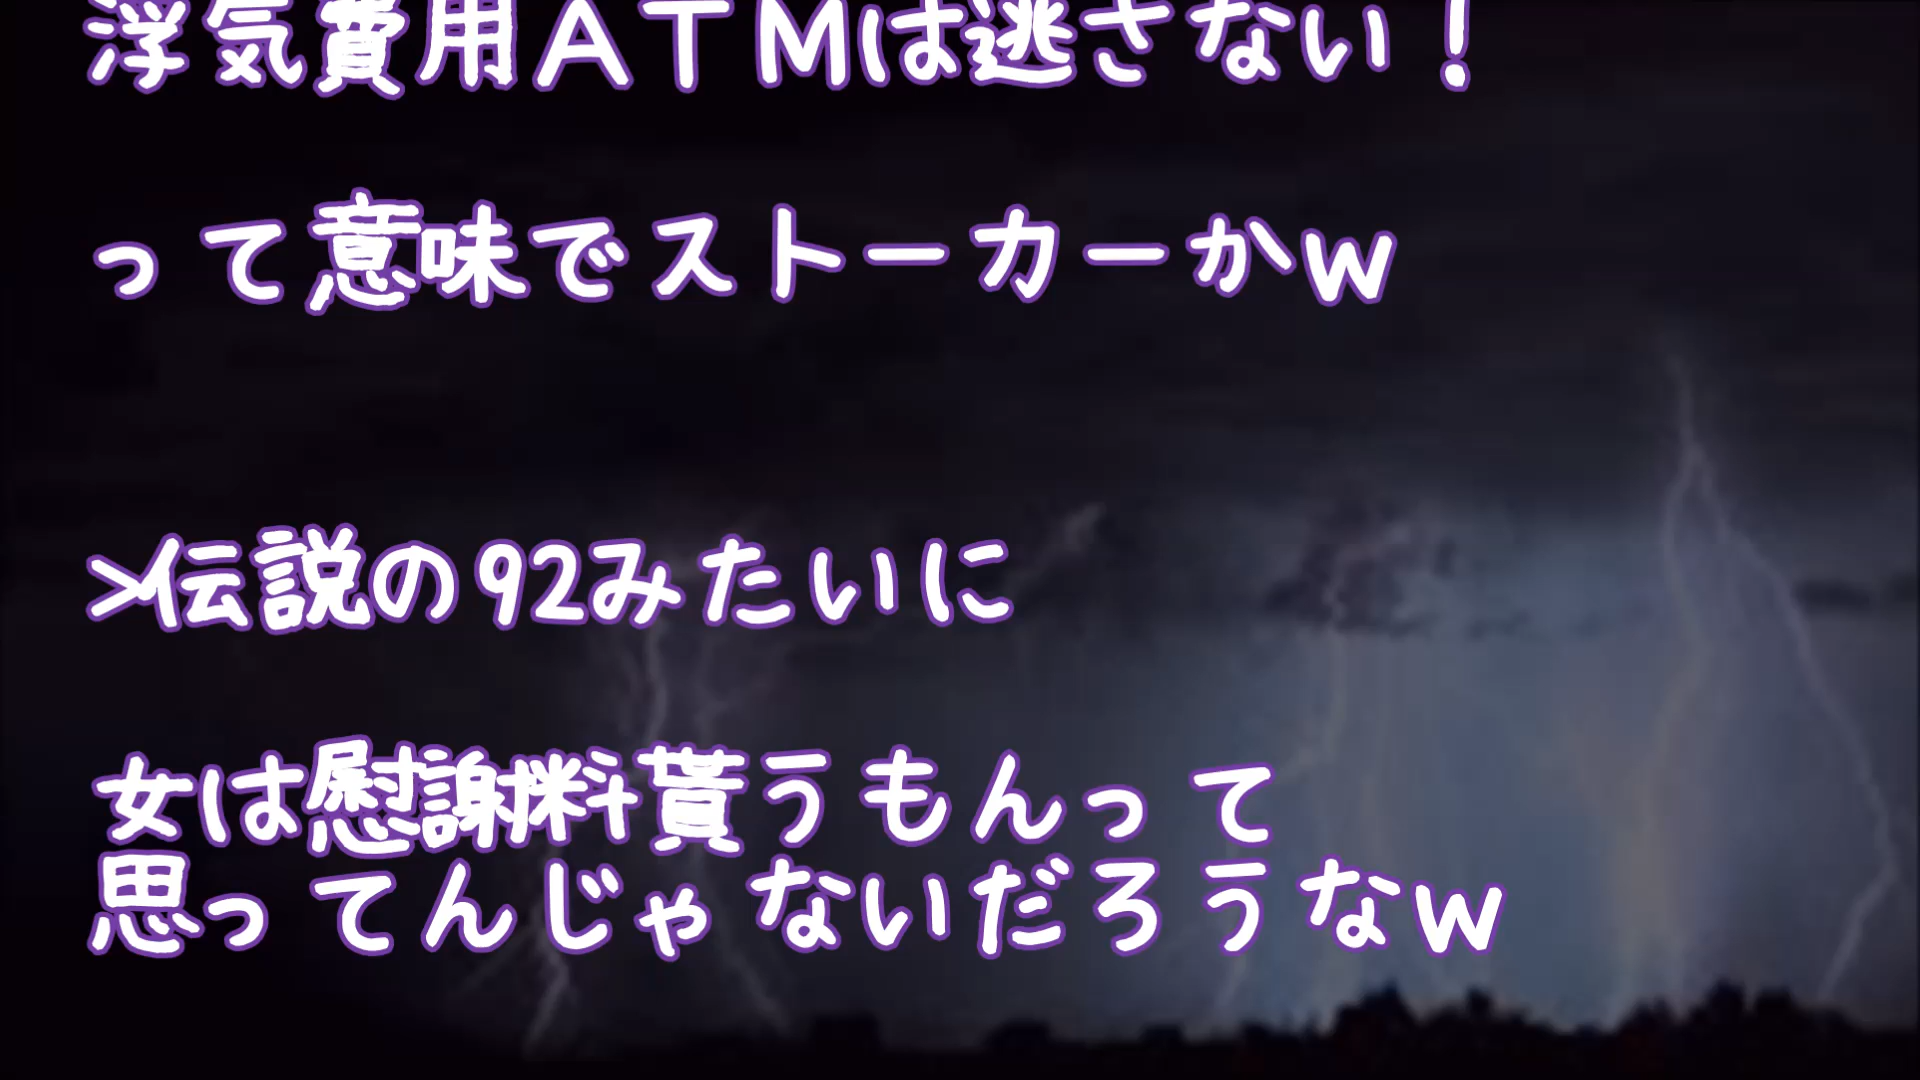 浮気費用ATMは逃さない！
って意味でストーカーかw
>伝説の92みたいに
女は慰謝料貰うもんって
思ってんじゃないだろうなw